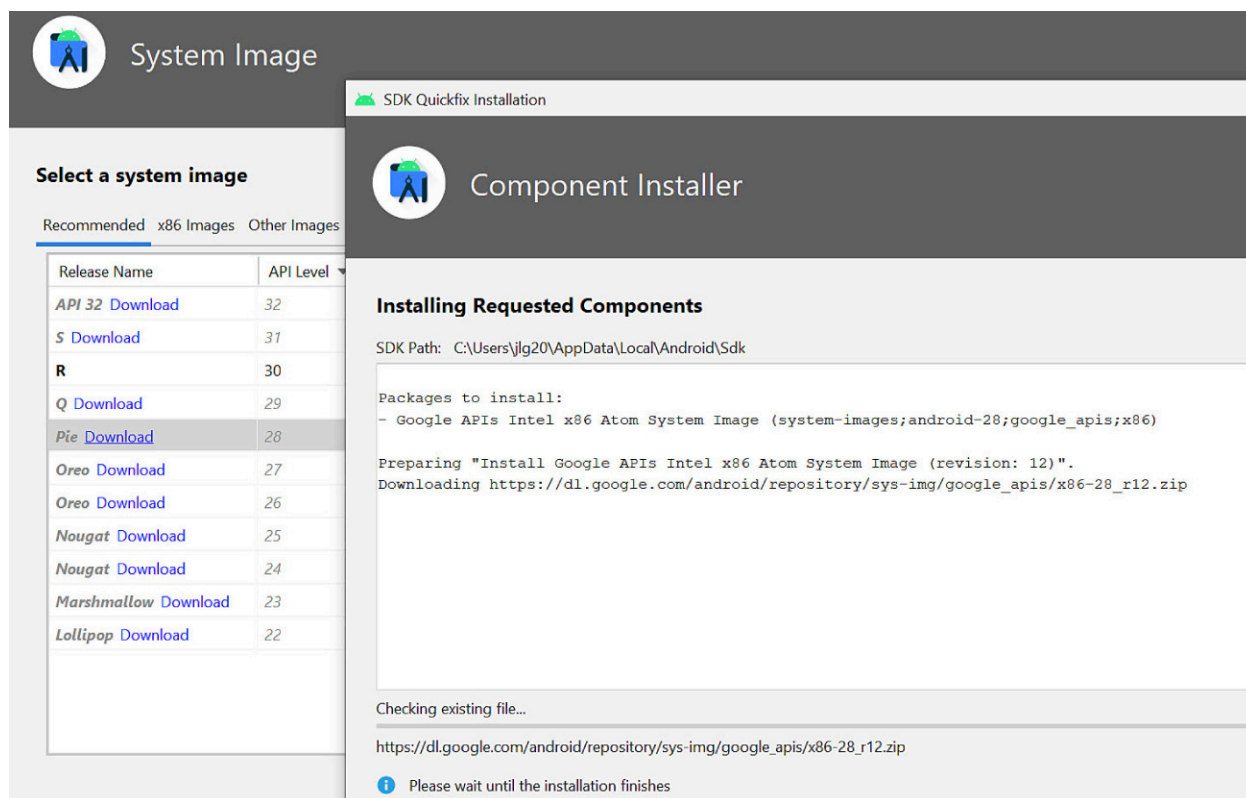 System Image
Select a system image
Recommended x86 Images Other Images
Release Name API Level
API 32 Download 32
S Download 31
R 30
Q Download 29
Pie Download 28
Oreo Download 27
Oreo Download 26
Nougat Download 25
Nougat Download 24
Marshmallow Download 23
Lollipop Download 22
SDK Quickfix Installation
Component Installer
Installing Requested Components
SDK Path: C:\Users\jlg20\AppData\Local\Android\Sdk
Packages to install:
- Google APIs Intel x86 Atom System Image (system-images;android-28;google_apis;x86)
Preparing "Install Google APIs Intel x86 Atom System Image (revision: 12)".
Downloading https://dl.google.com/android/repository/sys-img/google_apis/x86-28_r12.zip
Checking existing file...
https://dl.google.com/android/repository/sys-img/google_apis/x86-28_r12.zip
Please wait until the installation finishes